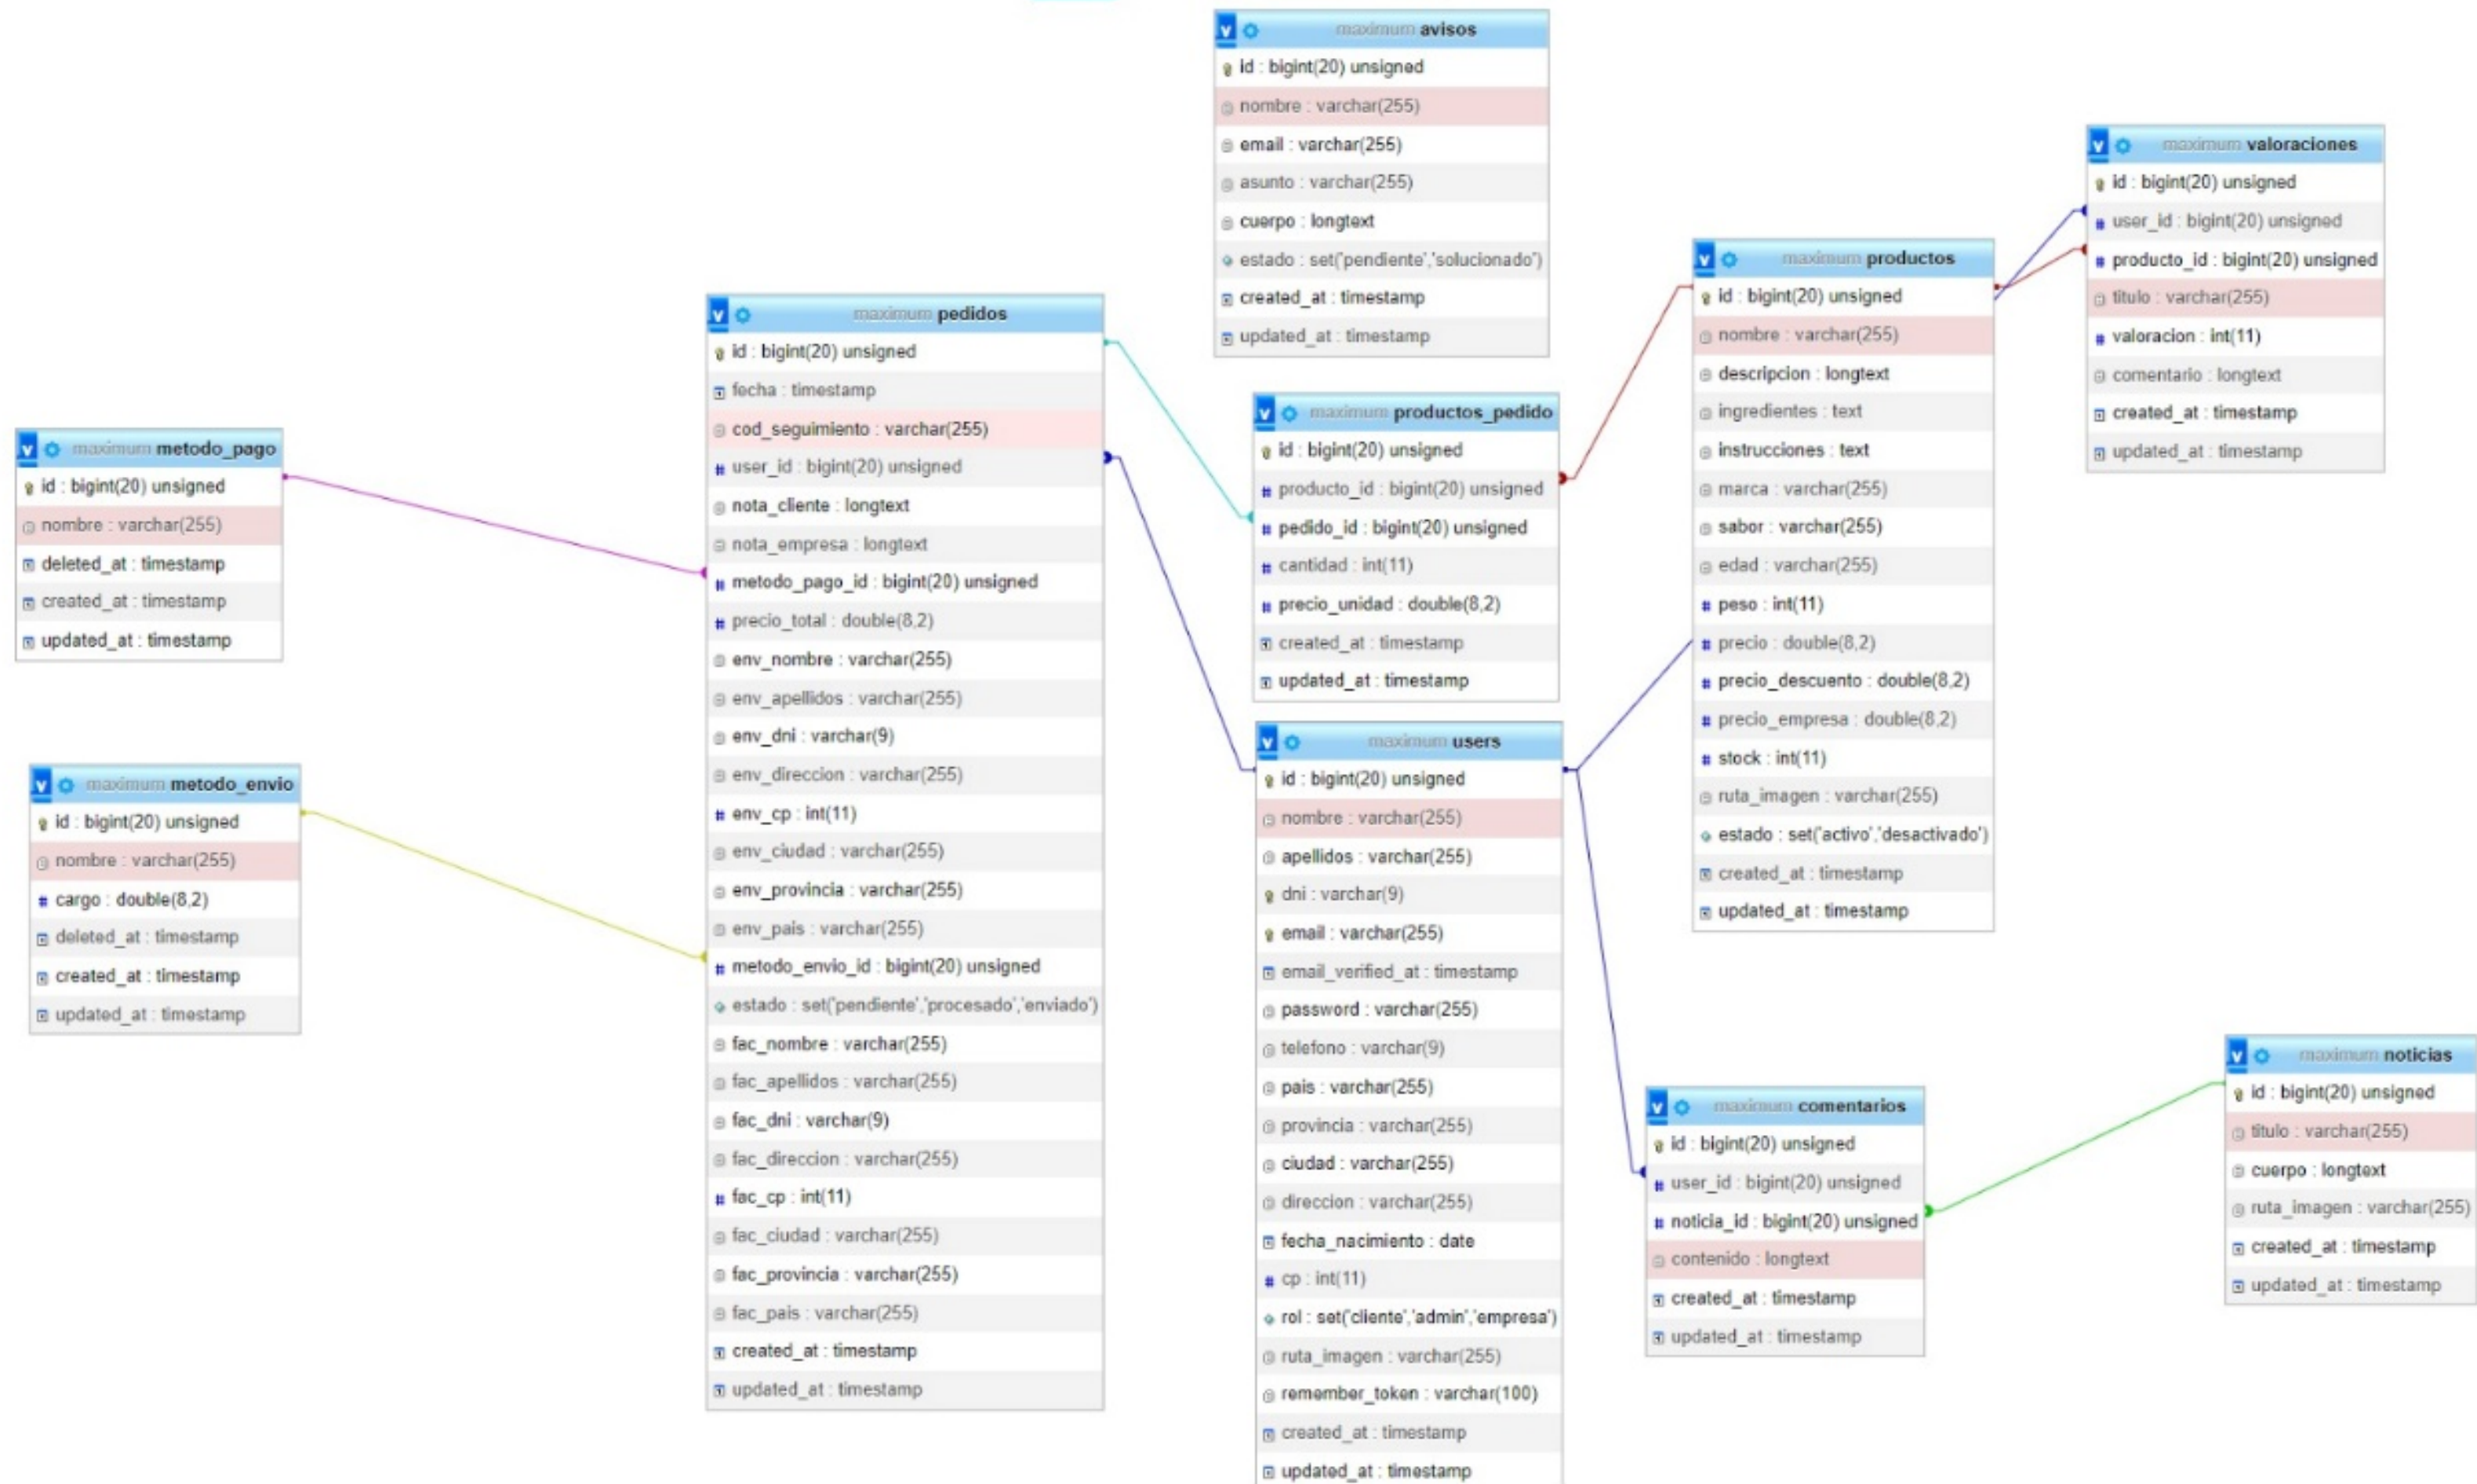 maximum avisos
id : bigint(20) unsigned
nombre : varchar(255)
email : varchar(255)
asunto : varchar(255)
cuerpo : longtext
estado : set('pendiente','solucionado')
created_at : timestamp
updated_at : timestamp
maximum valoraciones
id : bigint(20) unsigned
user_id : bigint(20) unsigned
producto_id : bigint(20) unsigned
titulo : varchar(255)
valoracion : int(11)
comentario : longtext
created_at : timestamp
updated_at : timestamp
maximum productos
id : bigint(20) unsigned
nombre : varchar(255)
descripcion : longtext
ingredientes : text
instrucciones : text
marca : varchar(255)
sabor : varchar(255)
edad : varchar(255)
peso : int(11)
precio : double(8,2)
precio_descuento : double(8,2)
precio_empresa : double(8,2)
stock : int(11)
ruta_imagen : varchar(255)
estado : set('activo','desactivado')
created_at : timestamp
updated_at : timestamp
maximum pedidos
id : bigint(20) unsigned
fecha : timestamp
cod_seguimiento : varchar(255)
user_id : bigint(20) unsigned
nota_cliente : longtext
nota_empresa : longtext
metodo_pago_id : bigint(20) unsigned
precio_total : double(8,2)
env_nombre : varchar(255)
env_apellidos : varchar(255)
env_dni : varchar(9)
env_direccion : varchar(255)
env_cp : int(11)
env_ciudad : varchar(255)
env_provincia : varchar(255)
env_pais : varchar(255)
metodo_envio_id : bigint(20) unsigned
estado : set('pendiente','procesado','enviado')
fac_nombre : varchar(255)
fac_apellidos : varchar(255)
fac_dni : varchar(9)
fac_direccion : varchar(255)
fac_cp : int(11)
fac_ciudad : varchar(255)
fac_provincia : varchar(255)
fac_pais : varchar(255)
created_at : timestamp
updated_at : timestamp
maximum productos_pedido
id : bigint(20) unsigned
producto_id : bigint(20) unsigned
pedido_id : bigint(20) unsigned
cantidad : int(11)
precio_unidad : double(8,2)
created_at : timestamp
updated_at : timestamp
maximum metodo_pago
id : bigint(20) unsigned
nombre : varchar(255)
deleted_at : timestamp
created_at : timestamp
updated_at : timestamp
maximum users
id : bigint(20) unsigned
nombre : varchar(255)
apellidos : varchar(255)
dni : varchar(9)
email : varchar(255)
email_verified_at : timestamp
password : varchar(255)
telefono : varchar(9)
pais : varchar(255)
provincia : varchar(255)
ciudad : varchar(255)
direccion : varchar(255)
fecha_nacimiento : date
cp : int(11)
rol : set('cliente','admin','empresa')
ruta_imagen : varchar(255)
remember_token : varchar(100)
created_at : timestamp
updated_at : timestamp
maximum metodo_envio
id : bigint(20) unsigned
nombre : varchar(255)
cargo : double(8,2)
deleted_at : timestamp
created_at : timestamp
updated_at : timestamp
maximum comentarios
id : bigint(20) unsigned
user_id : bigint(20) unsigned
noticia_id : bigint(20) unsigned
contenido : longtext
created_at : timestamp
updated_at : timestamp
maximum noticias
id : bigint(20) unsigned
titulo : varchar(255)
cuerpo : longtext
ruta_imagen : varchar(255)
created_at : timestamp
updated_at : timestamp